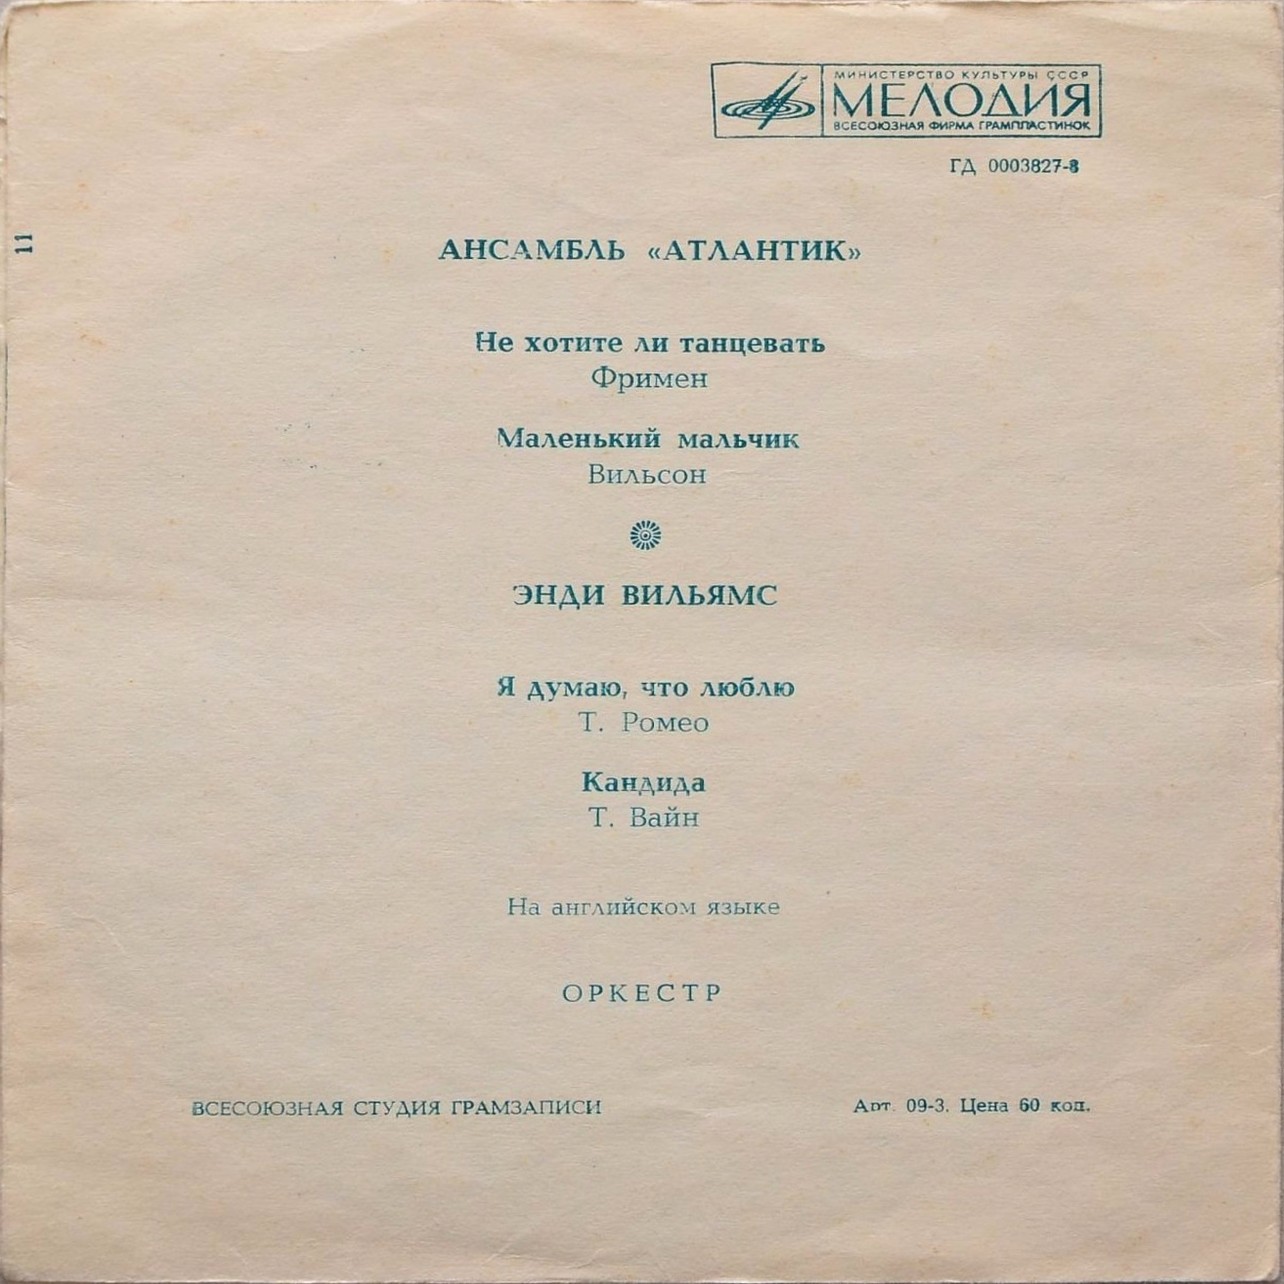 МИНИСТЕРСТВО КУЛЬТУРЫ СССР
МЕЛОДИЯ
ВСЕСОЮЗНАЯ ФИРМА ГРАМПЛАСТИНОК
ГД 0003827-8
11
АНСАМБЛЬ «АТЛАНТИК»
Не хотите ли танцевать
Фримен
Маленький мальчик
Вильсон
ЭНДИ ВИЛЬЯМС
Я думаю, что люблю
Т. Ромео
Кандида
Т. Вайн
На английском языке
ОРКЕСТР
ВСЕСОЮЗНАЯ СТУДИЯ ГРАМЗАПИСИ
Арт. 09-3. Цена 60 коп.